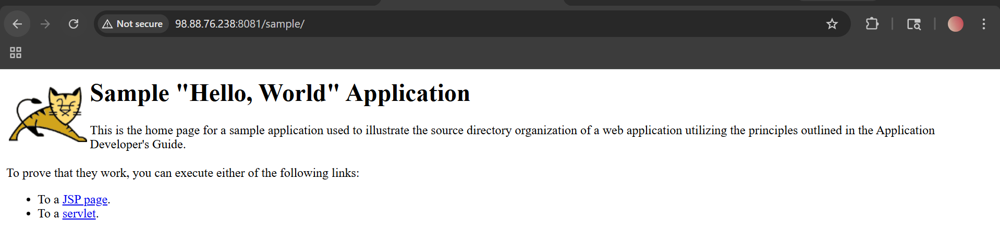 Not secure
98.88.76.238:8081/sample/
Sample "Hello, World" Application
This is the home page for a sample application used to illustrate the source directory organization of a web application utilizing the principles outlined in the Application
Developer's Guide.
To prove that they work, you can execute either of the following links:
• To a JSP page.
• To a servlet.